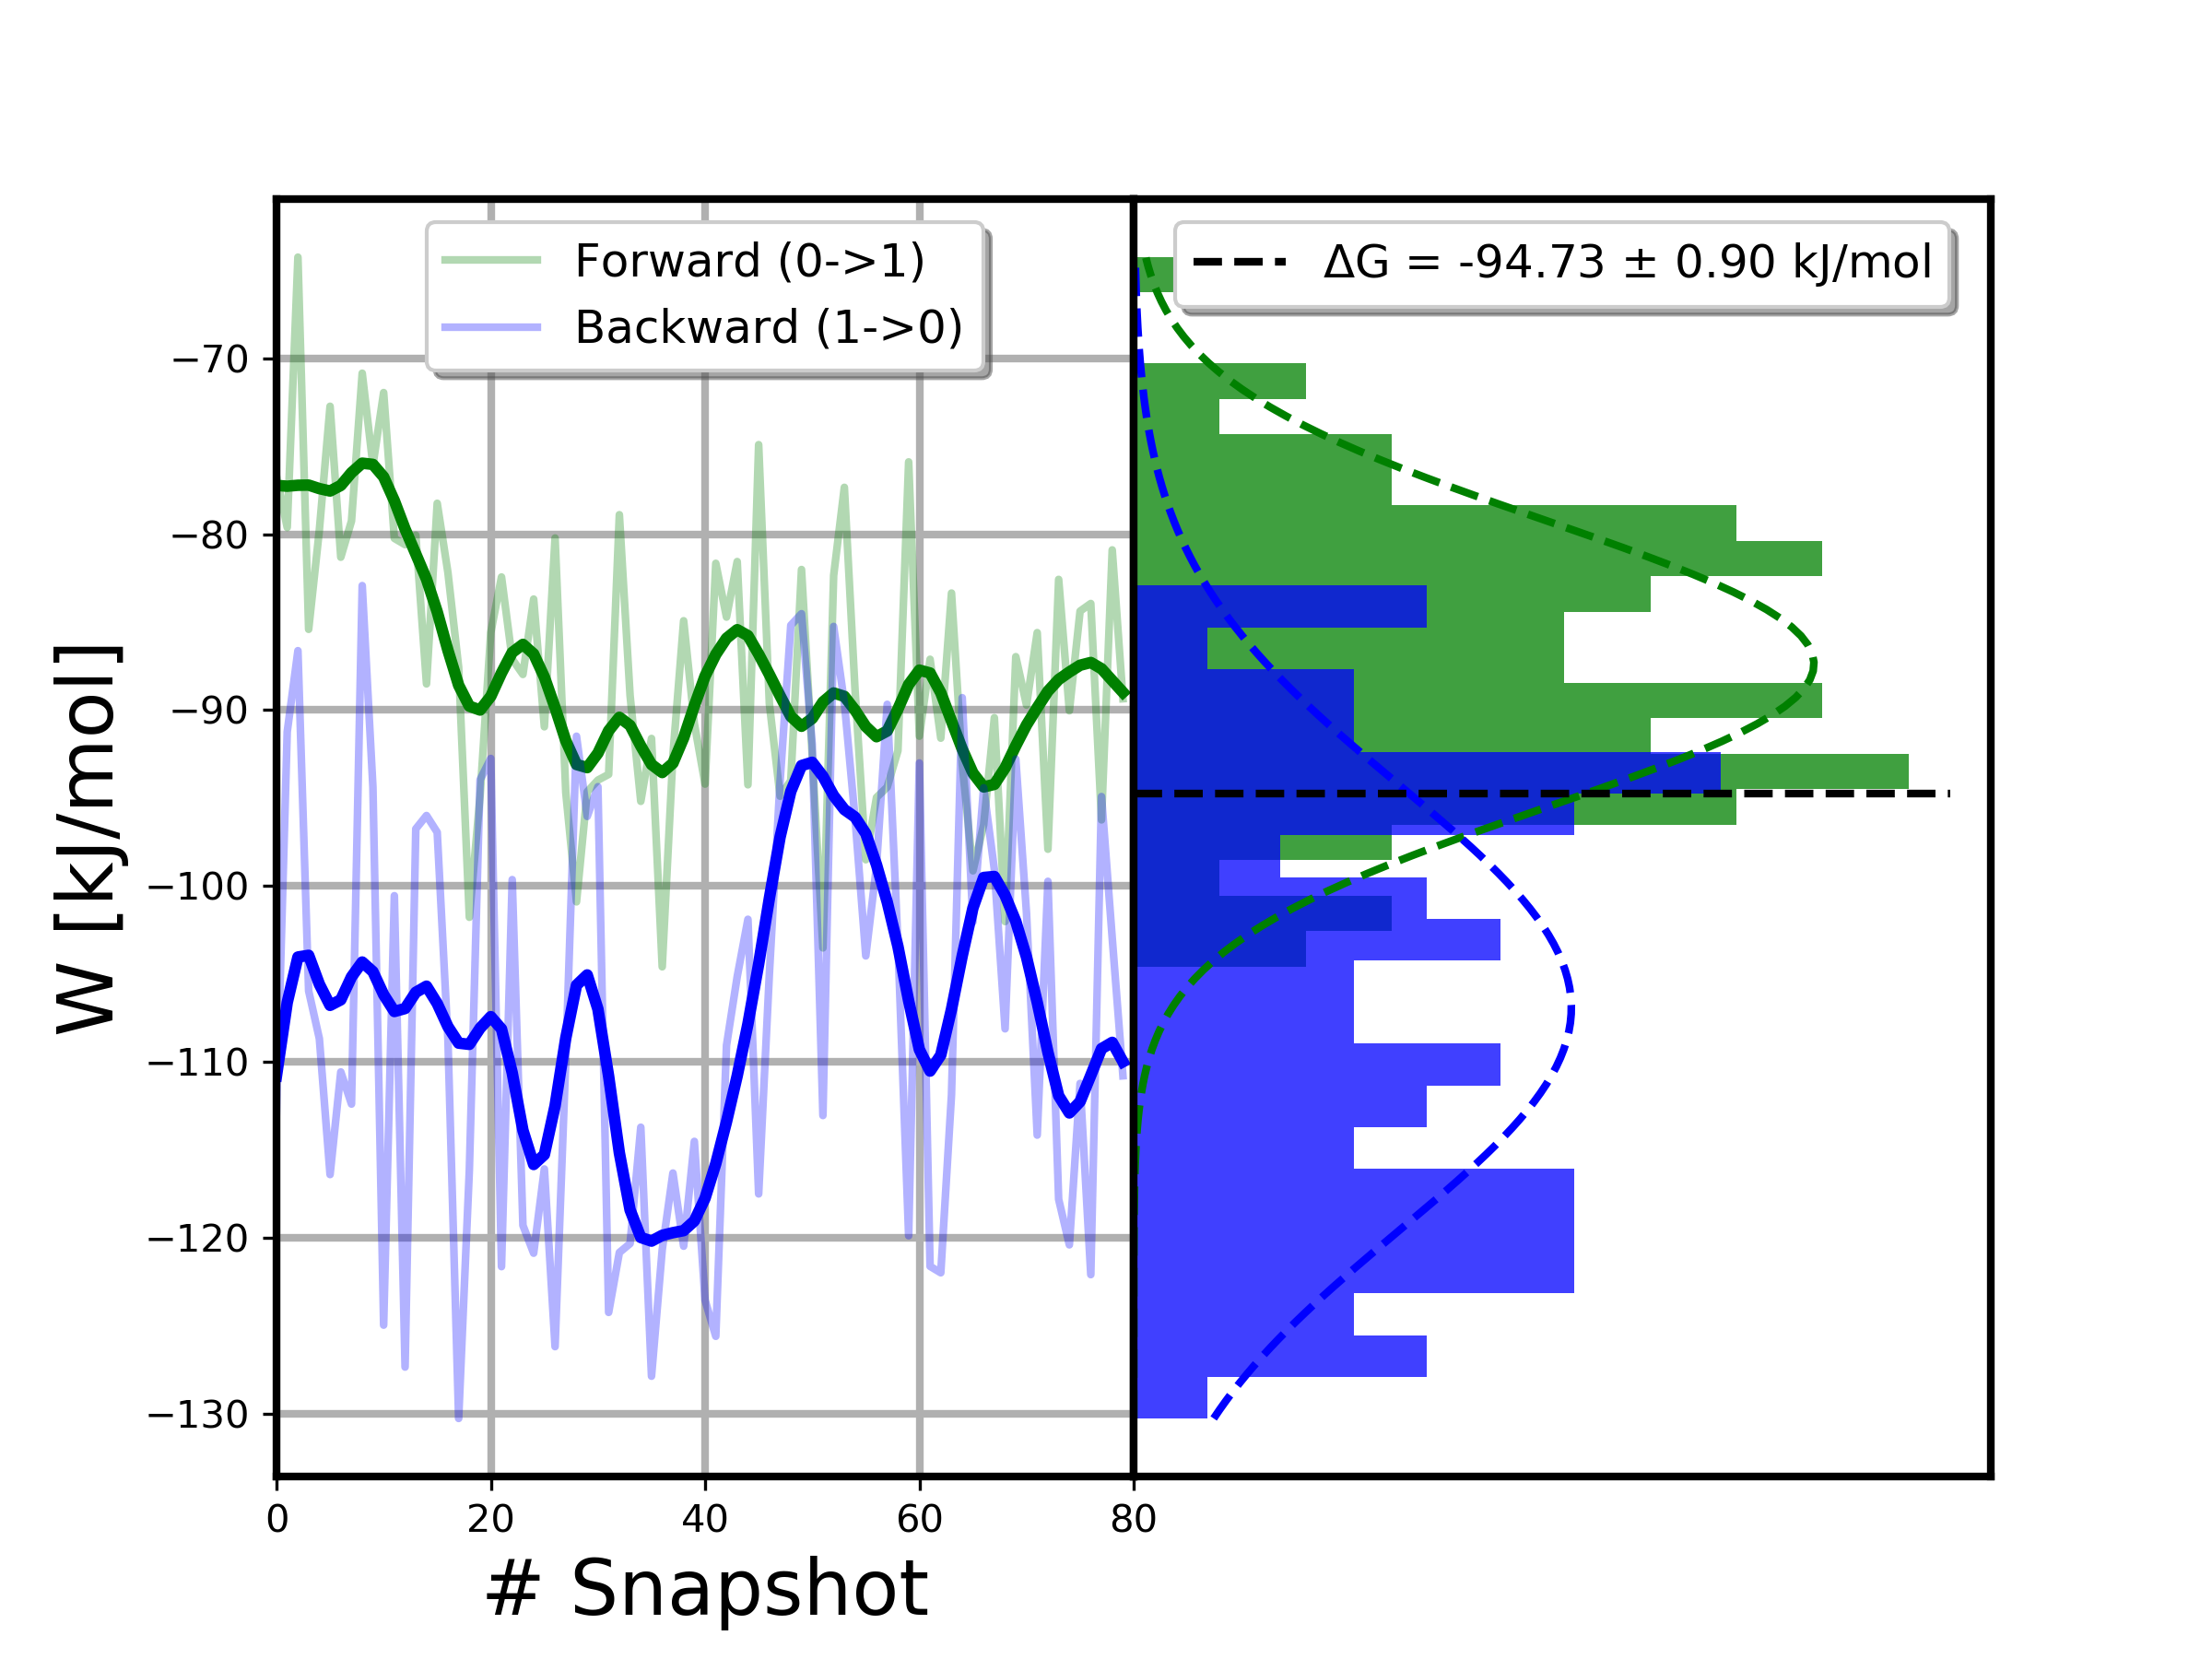 Forward (0->1)
Backward (1->0)
ΔG = -94.73 ± 0.90 kJ/mol
W [kJ/mol]
−70
−80
−90
−100
−110
−120
−130
0 20 40 60 80
# Snapshot